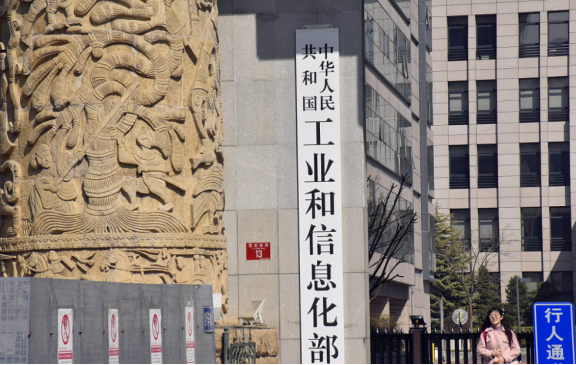 中华人民
共和国
工业和信息化部
13
行人通